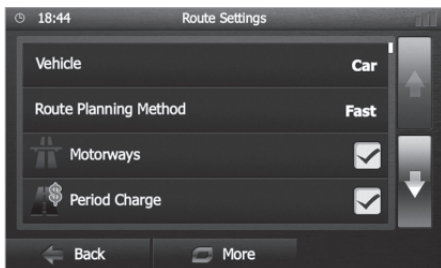 18:44 Route Settings
Vehicle Car
Route Planning Method Fast
Motorways
Period Charge
Back More